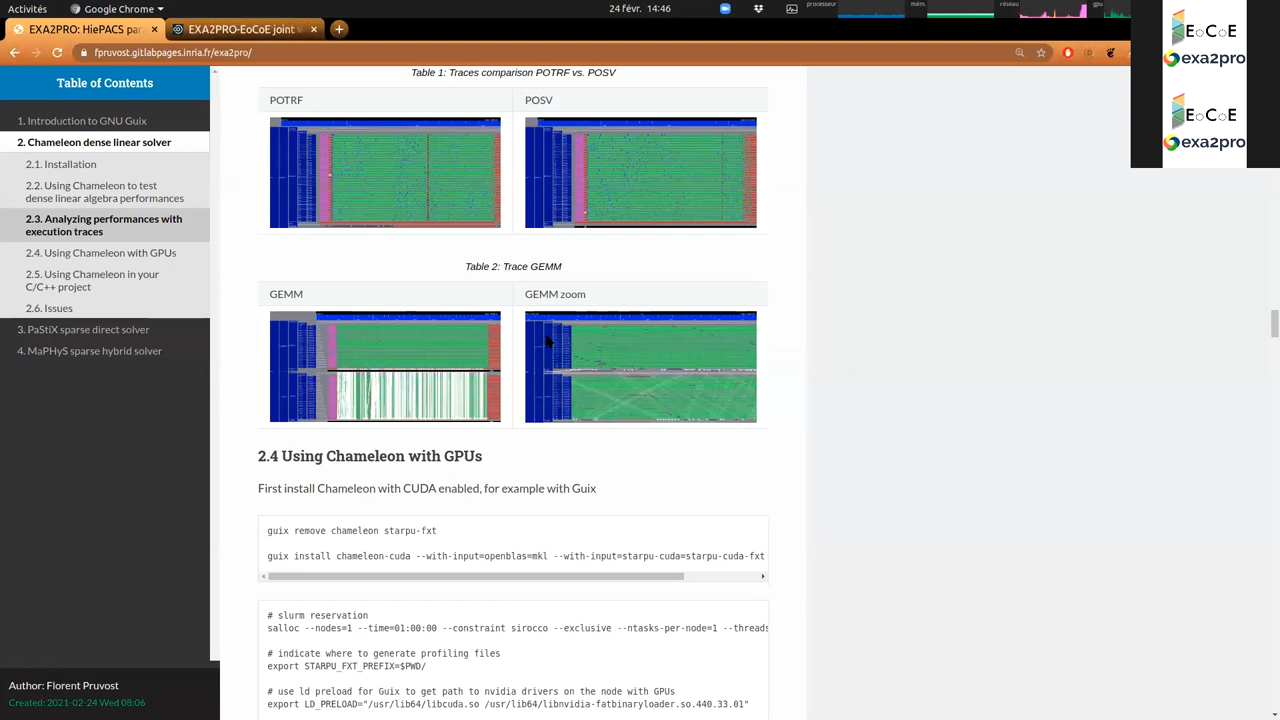 Activités
Google Chrome
24 févr. 14:46
processeur
mém.
réseau
gpu
EXA2PRO: HiePACS pa
EXA2PRO-EoCoE joint v
fpruvost.gitlabpages.inria.fr/exa2pro/
EoCoE
exa2pro
EoCoE
exa2pro
Table of Contents
1. Introduction to GNU Guix
2. Chameleon dense linear solver
2.1. Installation
2.2. Using Chameleon to test
dense linear algebra performances
2.3. Analyzing performances with
execution traces
2.4. Using Chameleon with GPUs
2.5. Using Chameleon in your
C/C++ project
2.6. Issues
3. PaStiX sparse direct solver
4. MaPHyS sparse hybrid solver
Author: Florent Pruvost
Created: 2021-02-24 Wed 08:06
Table 1: Traces comparison POTRF vs. POSV
POTRF
POSV
Table 2: Trace GEMM
GEMM
GEMM zoom
2.4 Using Chameleon with GPUs
First install Chameleon with CUDA enabled, for example with Guix
guix remove chameleon starpu-fxt
guix install chameleon-cuda --with-input=openblas=mkl --with-input=starpu-cuda=starpu-cuda-fxt
# slurm reservation
salloc --nodes=1 --time=01:00:00 --constraint sirocco --exclusive --ntasks-per-node=1 --threads
# indicate where to generate profiling files
export STARPU_FXT_PREFIX=$PWD/
# use ld preload for Guix to get path to nvidia drivers on the node with GPUs
export LD_PRELOAD="/usr/lib64/libcuda.so /usr/lib64/libnvidia-fatbinaryloader.so.440.33.01"